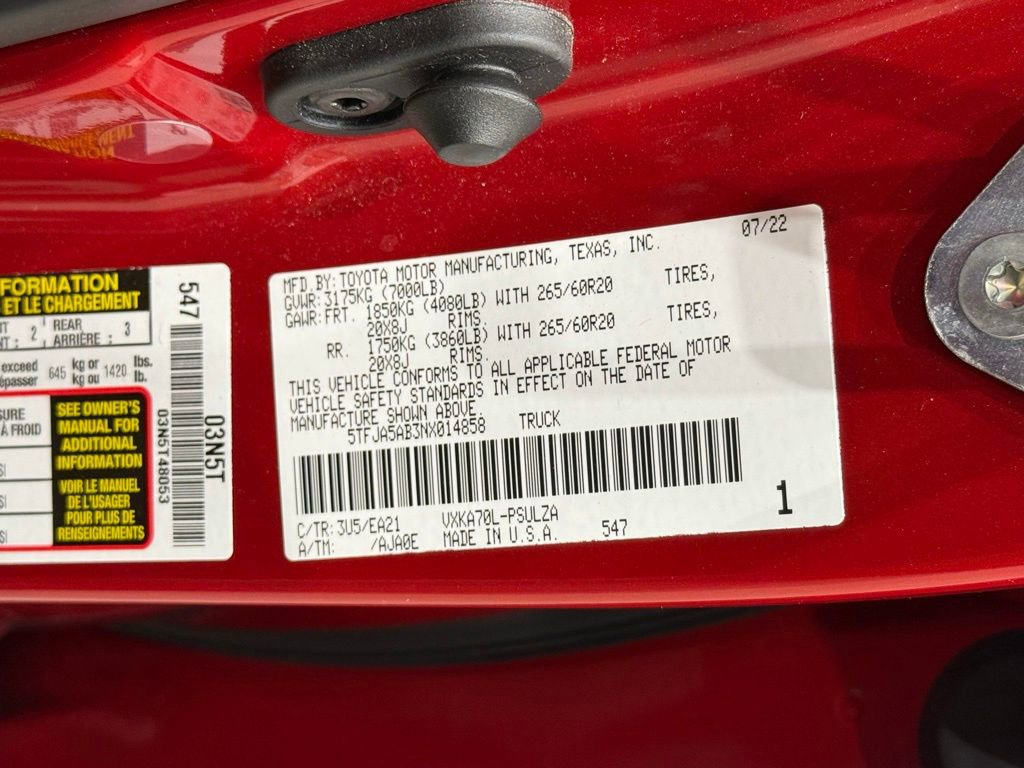 FORMATION
ET LE CHARGEMENT
2 REAR ARRIÈRE : 3
exceed
645 kg or kg ou 1420 lbs. lb.
À FROID
SEE OWNER'S
MANUAL FOR
ADDITIONAL
INFORMATION
VOIR LE MANUEL
DE L'USAGER
POUR PLUS DE
RENSEIGNEMENTS
547
03N5T
03N5T48053
07/22
MFD.BY:TOYOTA MOTOR MANUFACTURING, TEXAS, INC.
GVWR:3175KG (7000LB)
GAWR:FRT. 1850KG (4080LB) WITH 265/60R20 TIRES,
20X8J RIMS.
RR. 1750KG (3860LB) WITH 265/60R20 TIRES,
20X8J RIMS.
THIS VEHICLE CONFORMS TO ALL APPLICABLE FEDERAL MOTOR
VEHICLE SAFETY STANDARDS IN EFFECT ON THE DATE OF
MANUFACTURE SHOWN ABOVE.
5TFJA5AB3NX014858 TRUCK
C/TR:3U5/EA21 VXKA70L-PSULZA
A/TM: /AJA0E MADE IN U.S.A. 547
1